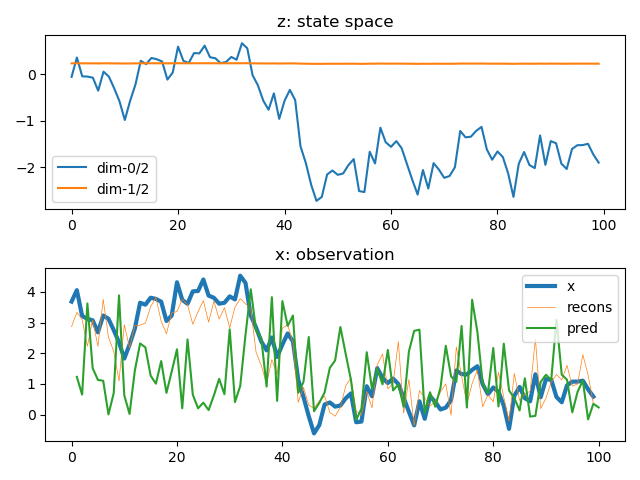 z: state space
0
−1
−2
dim-0/2
dim-1/2
0 20 40 60 80 100
x: observation
4
3
2
1
0
x
recons
pred
0 20 40 60 80 100